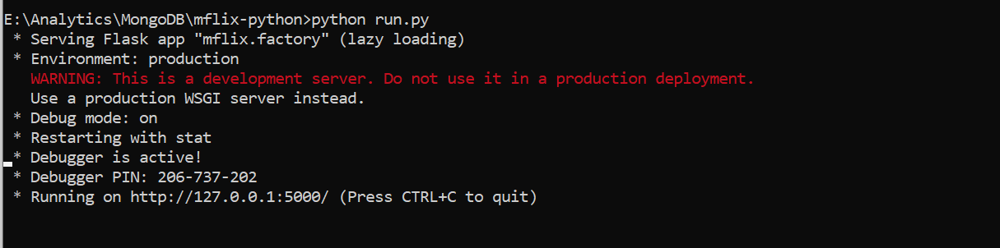 E:\Analytics\MongoDB\mflix-python>python run.py
* Serving Flask app "mflix.factory" (lazy loading)
* Environment: production
WARNING: This is a development server. Do not use it in a production deployment.
Use a production WSGI server instead.
* Debug mode: on
* Restarting with stat
* Debugger is active!
* Debugger PIN: 206-737-202
* Running on http://127.0.0.1:5000/ (Press CTRL+C to quit)